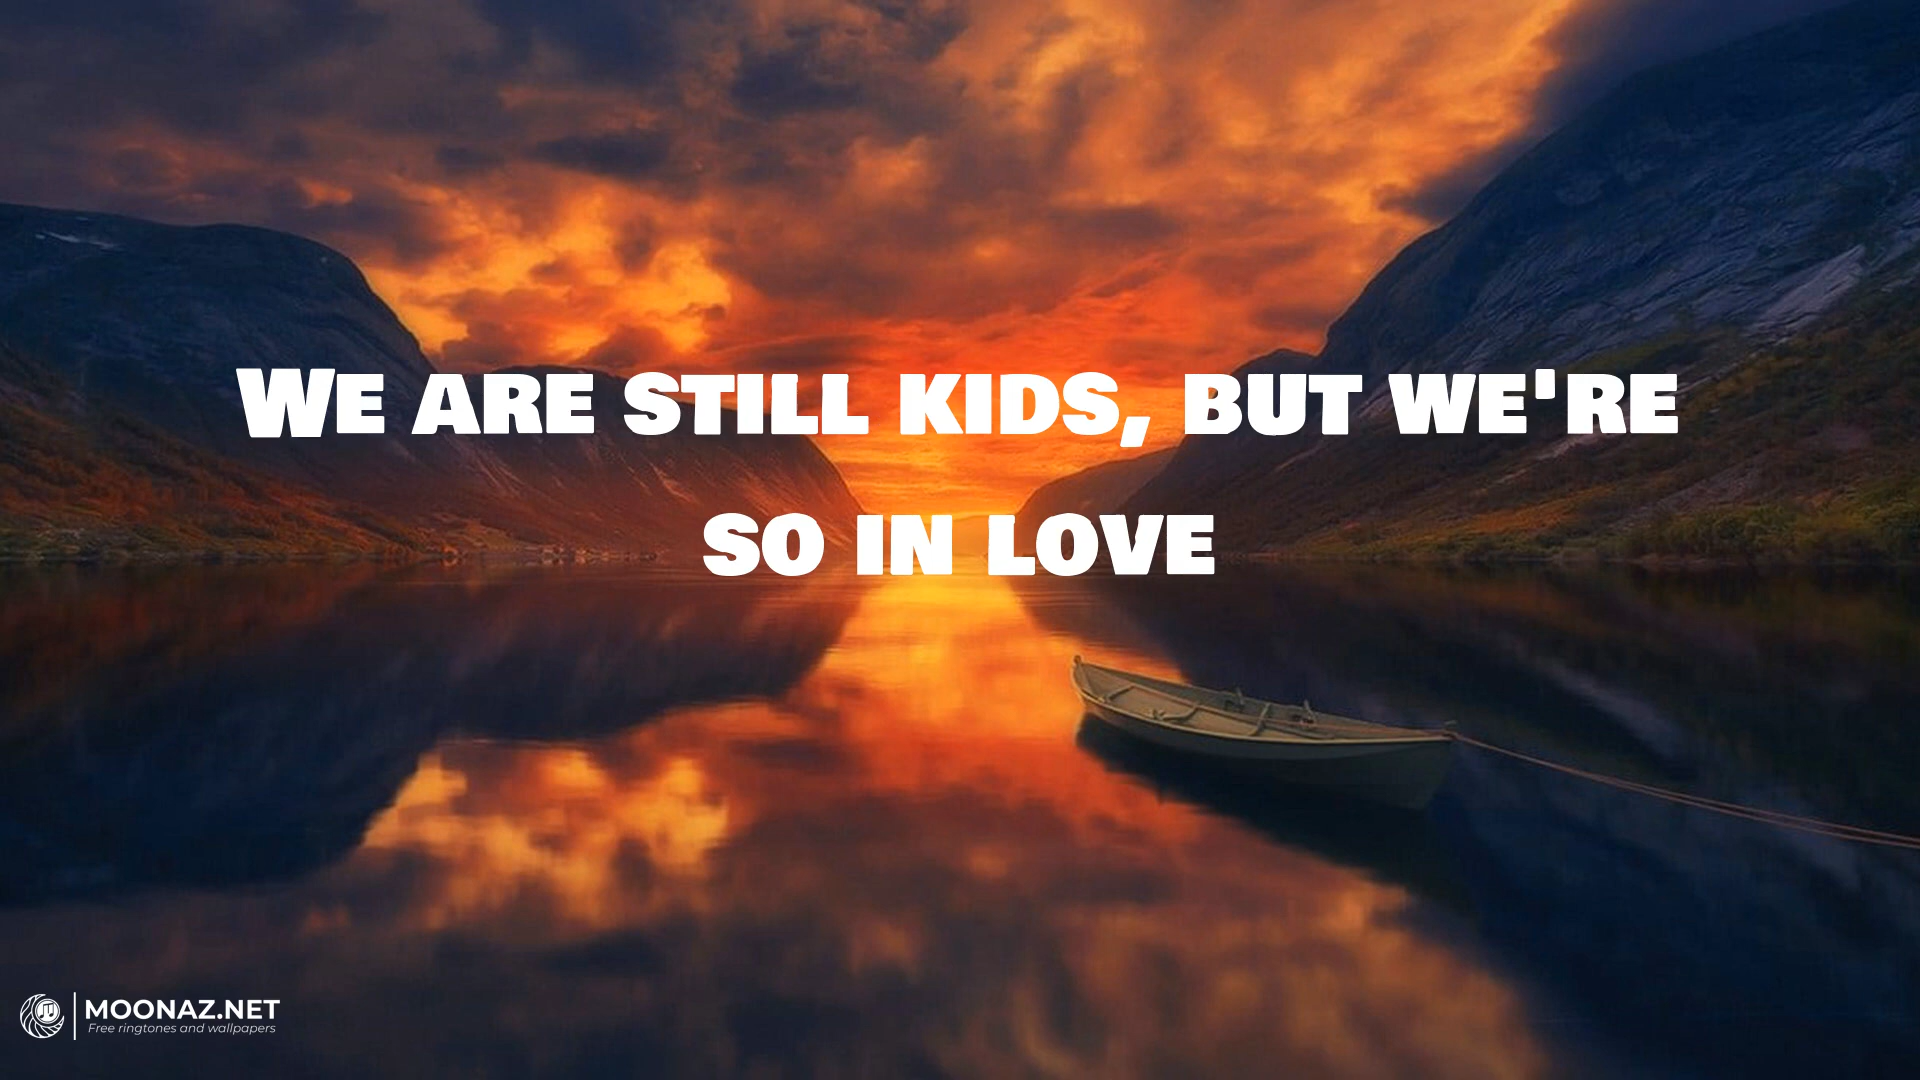 We are still kids, but we're
so in love
MOONAZ.NET
Free ringtones and wallpapers